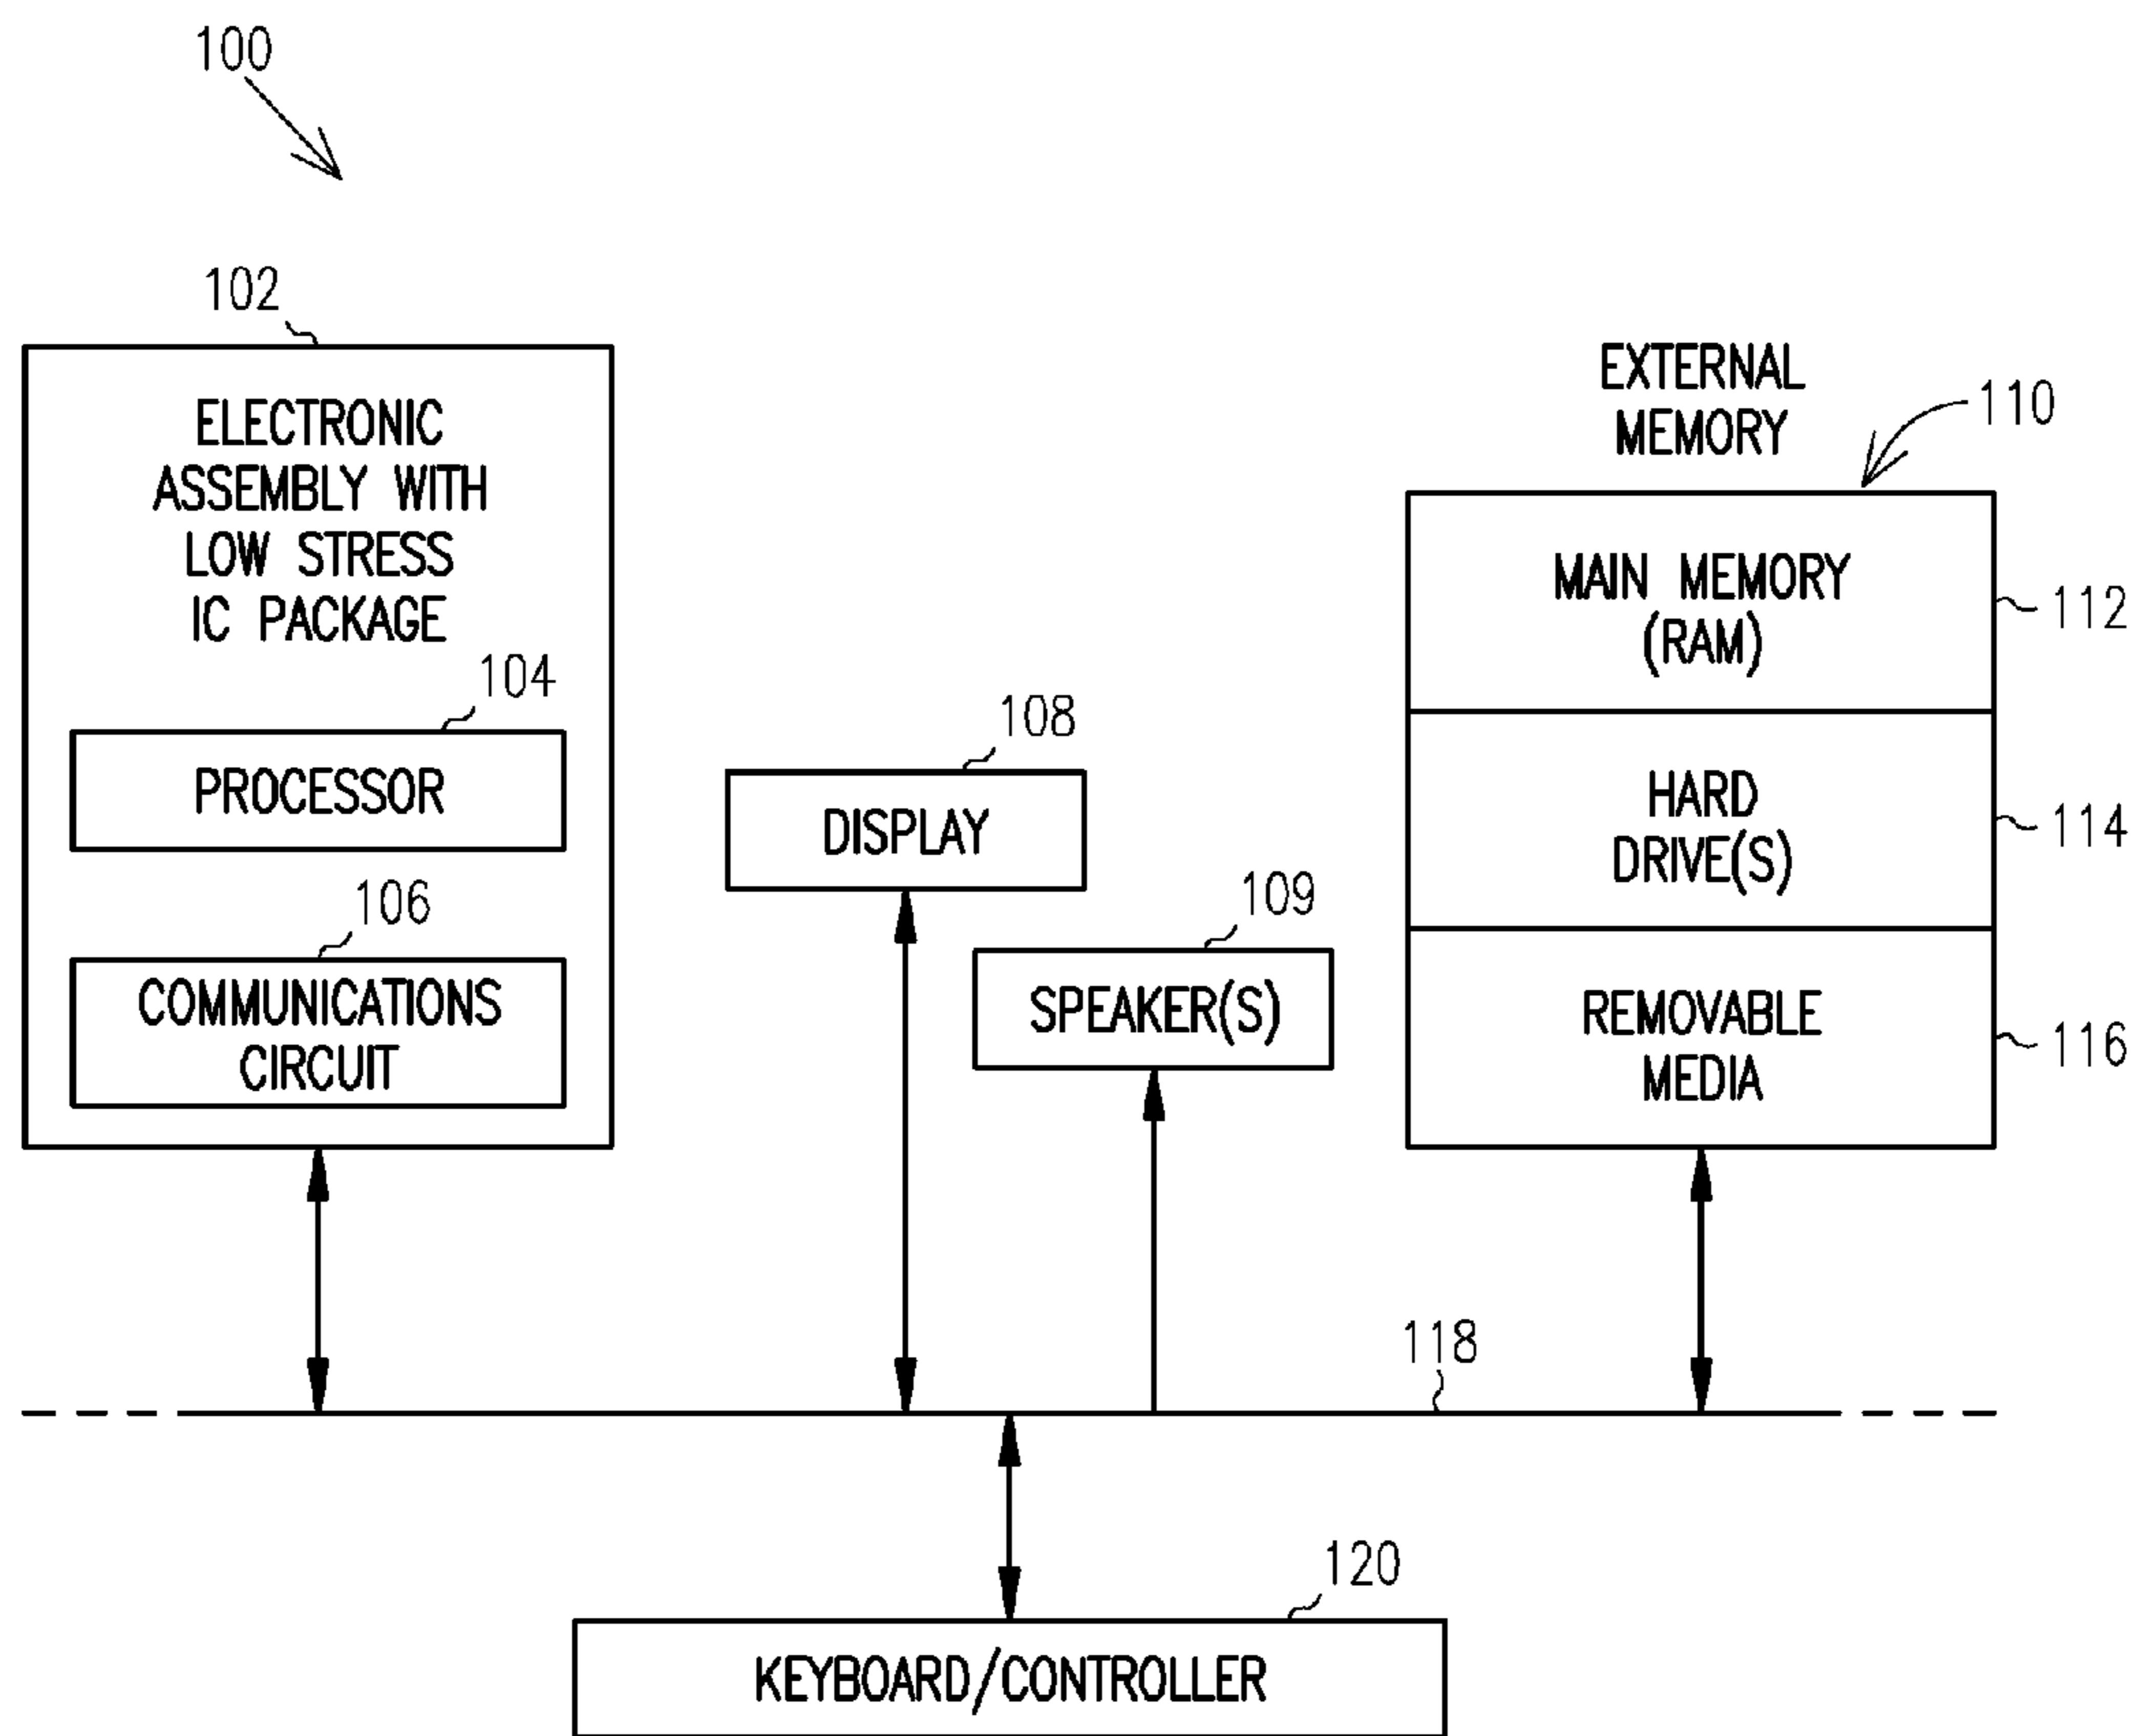 100
102
ELECTRONIC
ASSEMBLY WITH
LOW STRESS
IC PACKAGE
104
PROCESSOR
106
COMMUNICATIONS
CIRCUIT
108
DISPLAY
109
SPEAKER(S)
EXTERNAL
MEMORY
110
MAIN MEMORY
(RAM)
112
HARD
DRIVE(S)
114
REMOVABLE
MEDIA
116
118
120
KEYBOARD/CONTROLLER